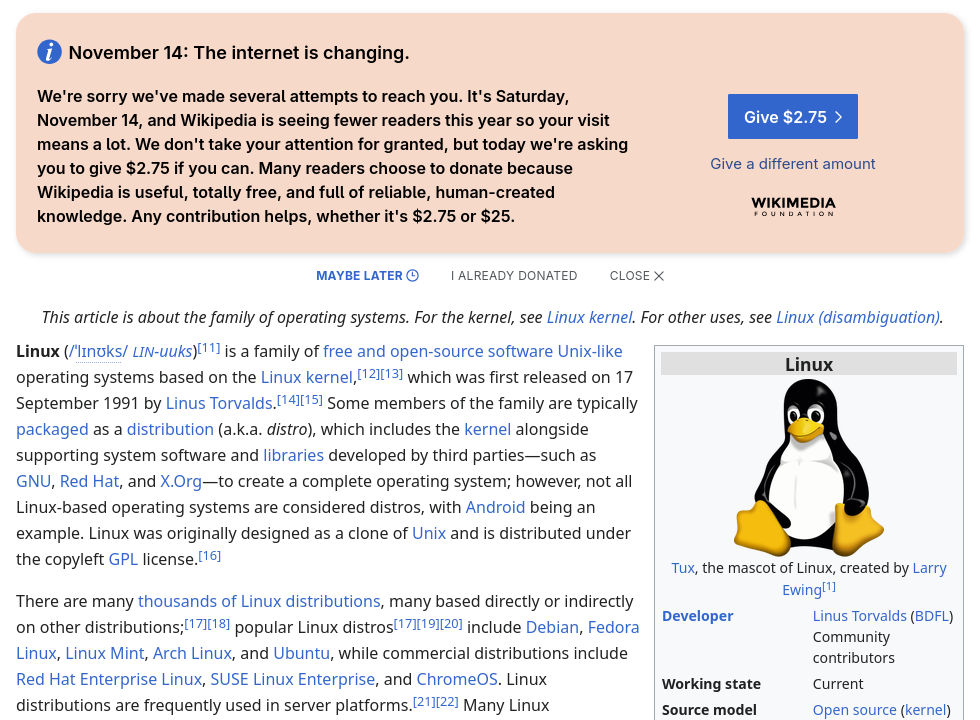 November 14: The internet is changing.
We're sorry we've made several attempts to reach you. It's Saturday,
November 14, and Wikipedia is seeing fewer readers this year so your visit
means a lot. We don't take your attention for granted, but today we're asking
you to give $2.75 if you can. Many readers choose to donate because
Wikipedia is useful, totally free, and full of reliable, human-created
knowledge. Any contribution helps, whether it's $2.75 or $25.
Give $2.75
Give a different amount
WIKIMEDIA
FOUNDATION
MAYBE LATER
I ALREADY DONATED
CLOSE
This article is about the family of operating systems. For the kernel, see Linux kernel. For other uses, see Linux (disambiguation).
Linux (/ˈlɪnʊks/ LIN-uuks)[11] is a family of free and open-source software Unix-like
operating systems based on the Linux kernel,[12][13] which was first released on 17
September 1991 by Linus Torvalds.[14][15] Some members of the family are typically
packaged as a distribution (a.k.a. distro), which includes the kernel alongside
supporting system software and libraries developed by third parties—such as
GNU, Red Hat, and X.Org—to create a complete operating system; however, not all
Linux-based operating systems are considered distros, with Android being an
example. Linux was originally designed as a clone of Unix and is distributed under
the copyleft GPL license.[16]
There are many thousands of Linux distributions, many based directly or indirectly
on other distributions;[17][18] popular Linux distros[17][19][20] include Debian, Fedora
Linux, Linux Mint, Arch Linux, and Ubuntu, while commercial distributions include
Red Hat Enterprise Linux, SUSE Linux Enterprise, and ChromeOS. Linux
distributions are frequently used in server platforms.[21][22] Many Linux
Linux
Tux, the mascot of Linux, created by Larry
Ewing[1]
Developer
Linus Torvalds (BDFL)
Community
contributors
Working state
Current
Source model
Open source (kernel)